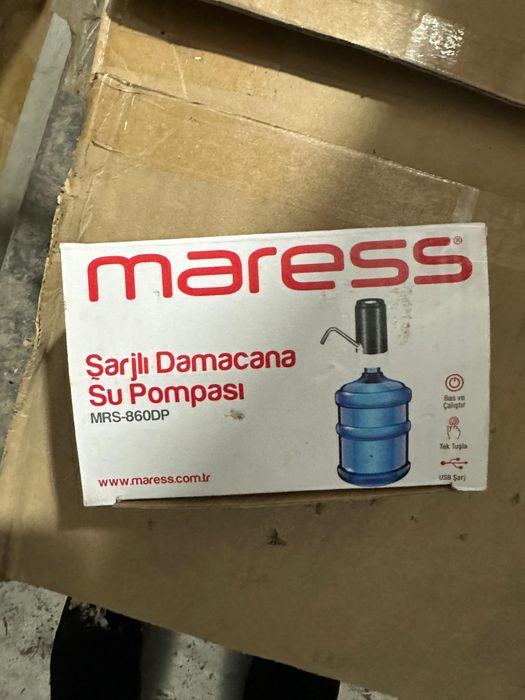 maress®
Şarjlı Damacana
Su Pompası
MRS-860DP
www.maress.com.tr
Bas ve
Çalıştır
Tek Tuşla
USB Şarj